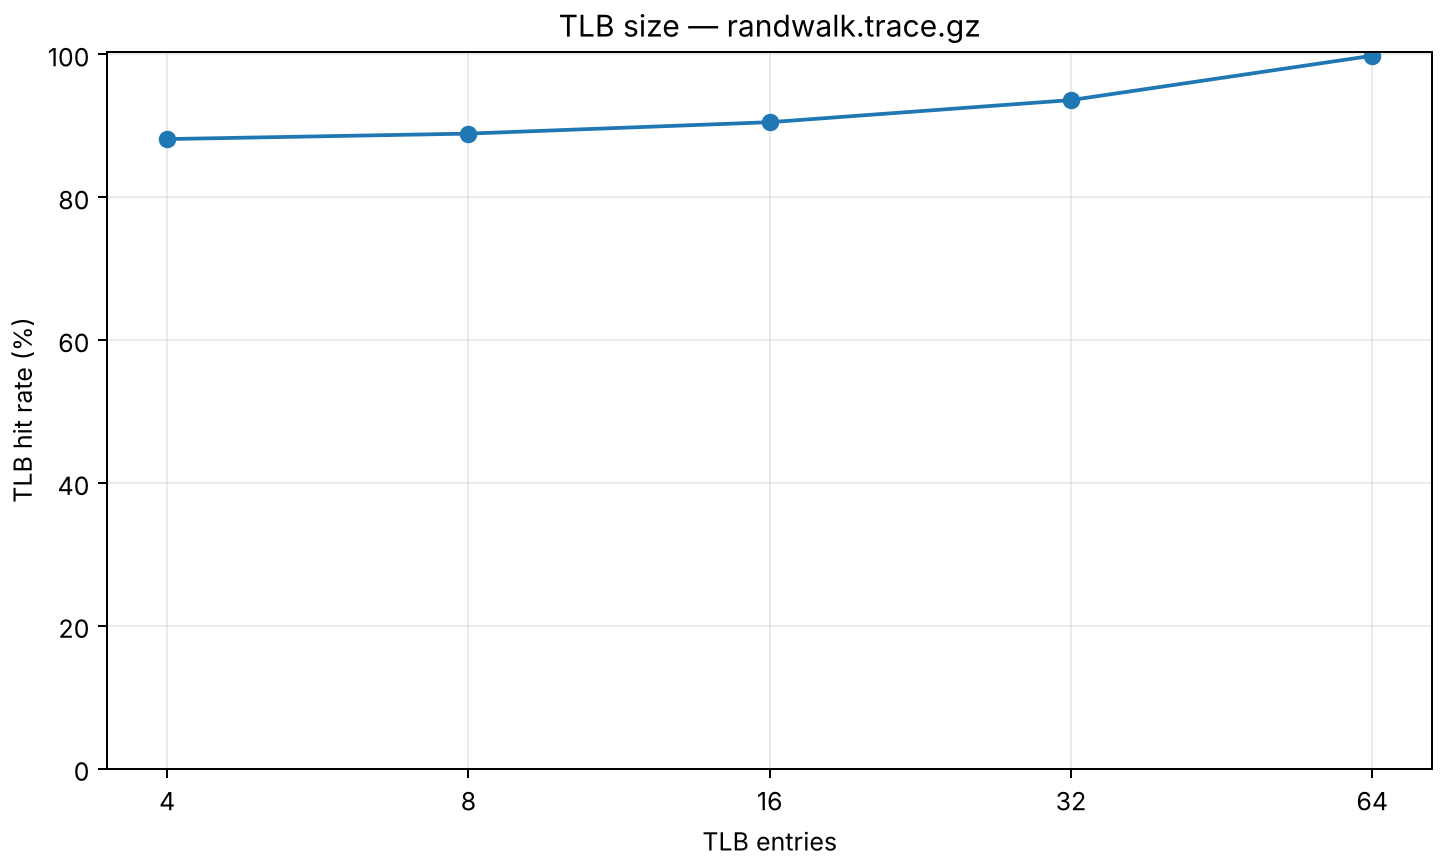 TLB size — randwalk.trace.gz
100
80
60
40
20
0
TLB hit rate (%)
4 8 16 32 64
TLB entries